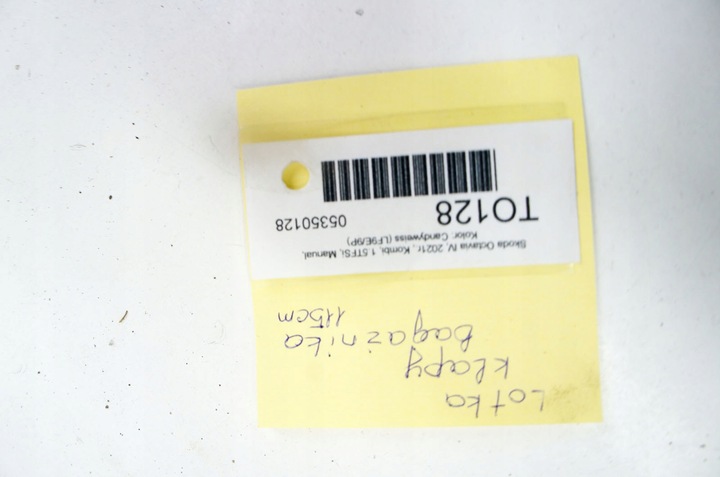 Lotka
klapy
bagażnika
115cm
Skoda Octavia IV, 2021r., Kombi, 1.5TFSi, Manual.
Kolor: Candyweiss (LF9E/9P)
TO128 05350128